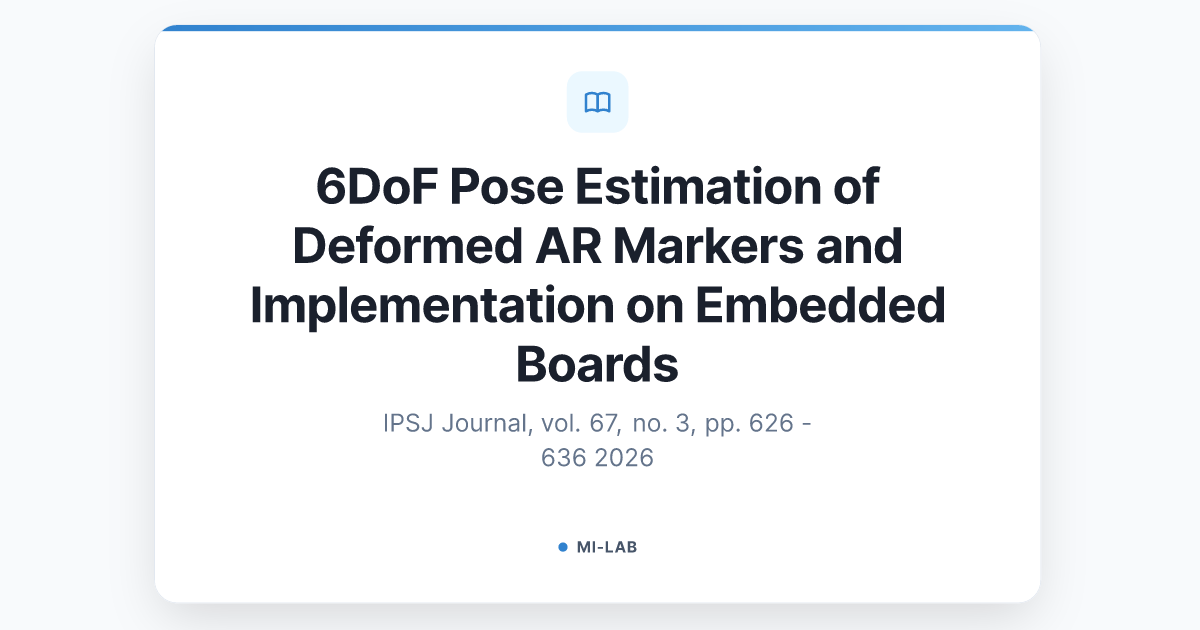 6DoF Pose Estimation of
Deformed AR Markers and
Implementation on Embedded
Boards
IPSJ Journal, vol. 67, no. 3, pp. 626 -
636 2026
MI-LAB